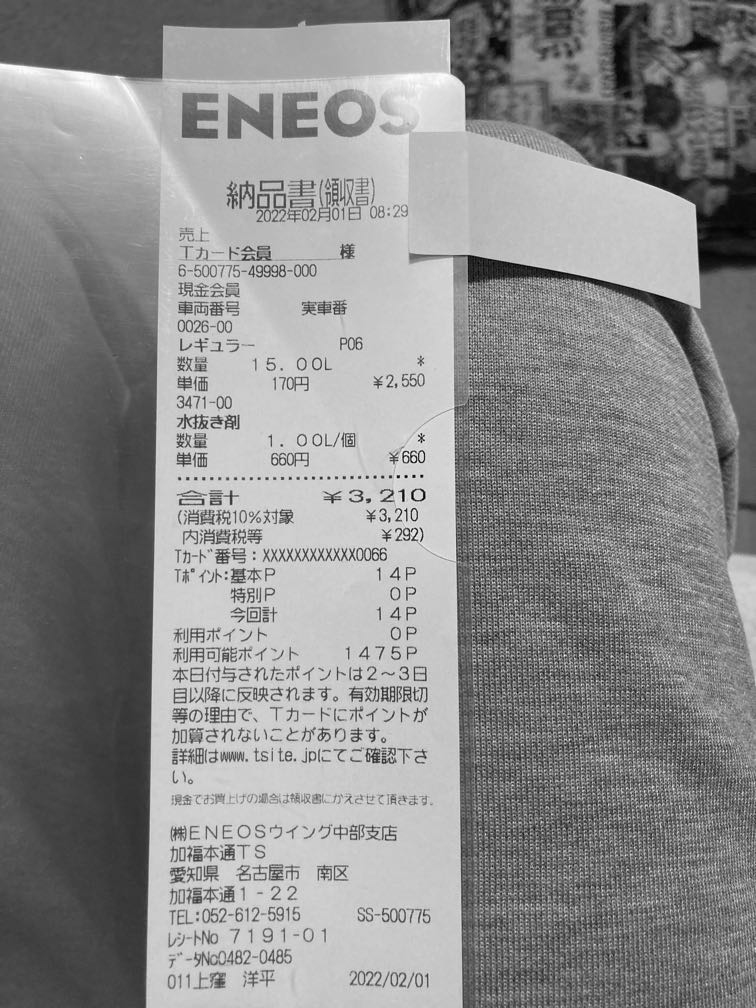 ENEOS
納品書(領収書)
2022年02月01日 08:29
売上
Tカード会員 様
6-500775-49998-000
現金会員
車両番号 実車番
0026-00
レギュラー P06
数量 15.00L *
単価 170円 ¥2,550
3471-00
水抜き剤
数量 1.00L/個 *
単価 660円 ¥660
合計 ¥3,210
(消費税10%対象 ¥3,210
内消費税等 ¥292)
Tカード番号:XXXXXXXXXXXX0066
Tポイント:基本P 14P
特別P 0P
今回計 14P
利用ポイント 0P
利用可能ポイント 1475P
本日付与されたポイントは2〜3日
目以降に反映されます。有効期限切
等の理由で、Tカードにポイントが
加算されないことがあります。
詳細はwww.tsite.jpにてご確認下さ
い。
現金でお買上げの場合は領収書にかえさせて頂きます。
㈱ENEOSウイング中部支店
加福本通TS
愛知県 名古屋市 南区
加福本通1-22
TEL:052-612-5915 SS-500775
レシートNo 7191-01
データNo0482-0485
011上窪 洋平 2022/02/01